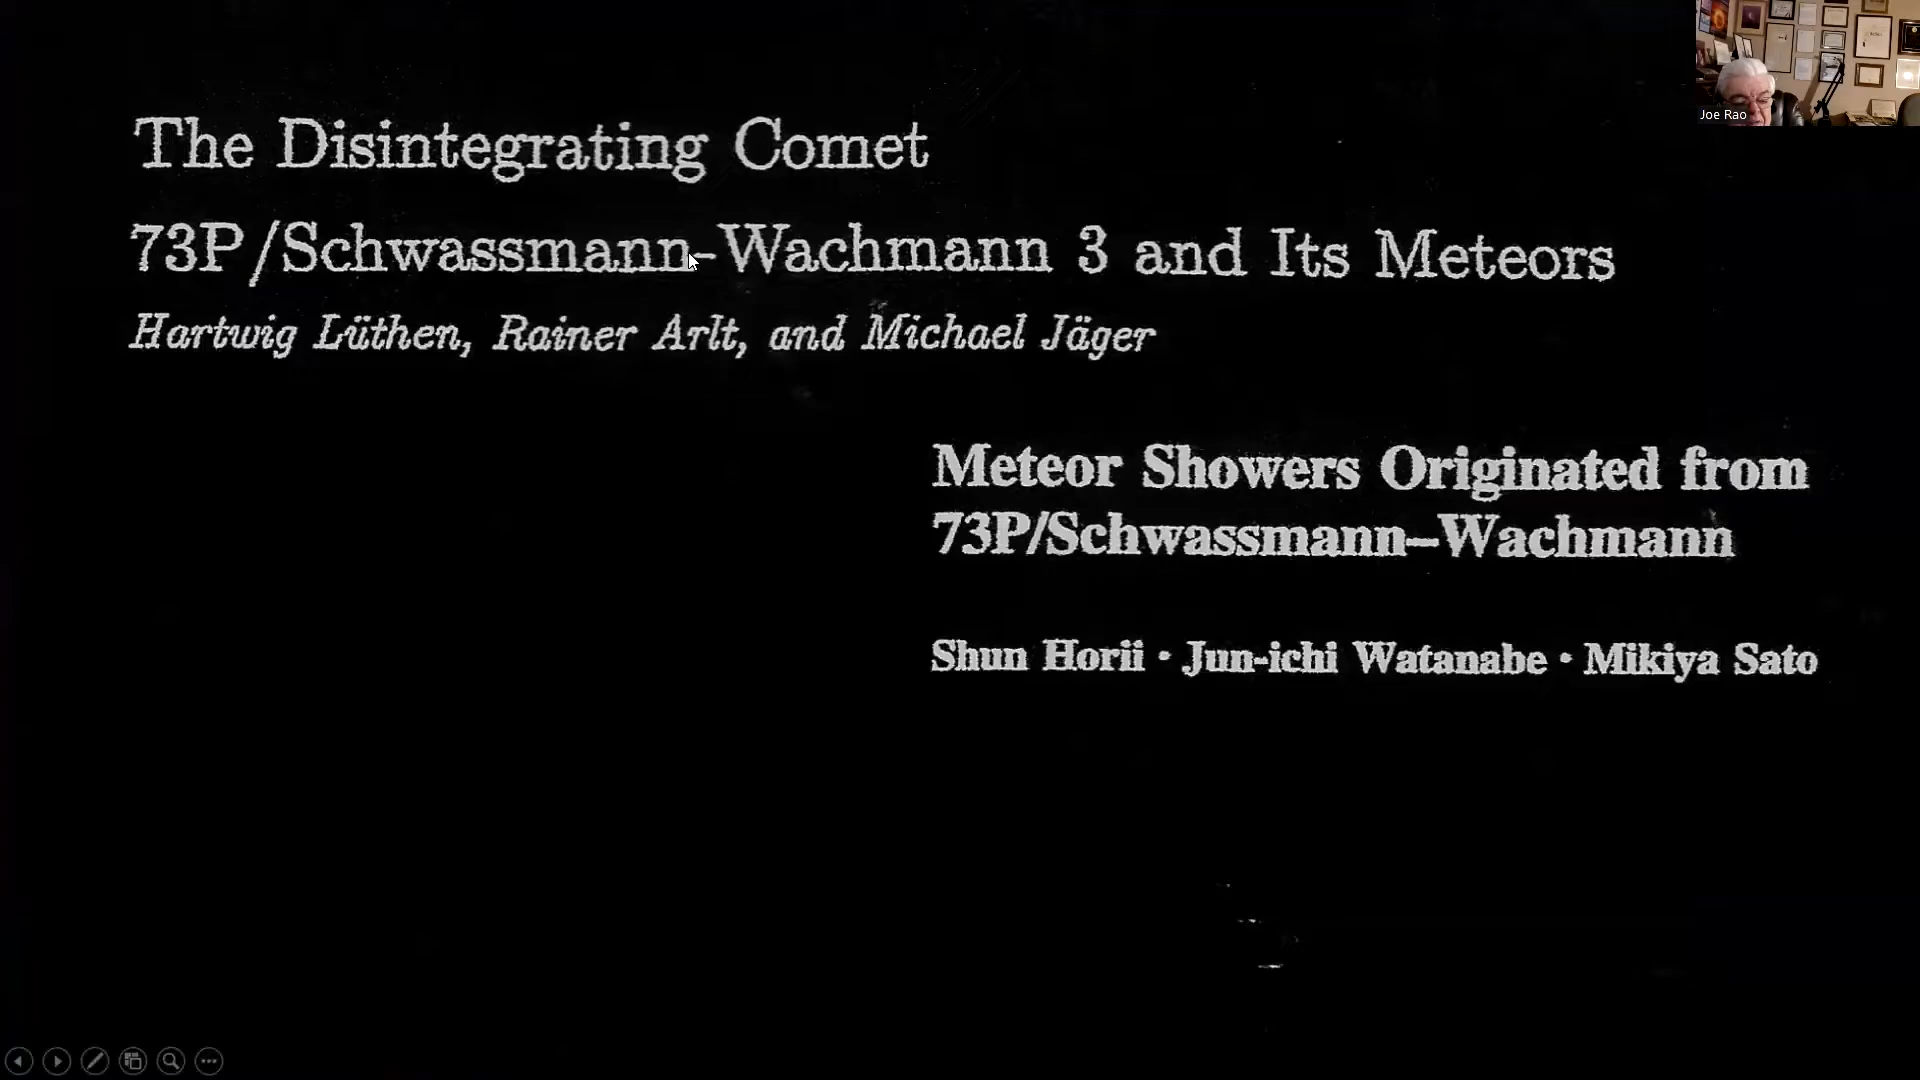 The Disintegrating Comet
73P/Schwassmann-Wachmann 3 and Its Meteors
Hartwig Lüthen, Rainer Arlt, and Michael Jäger
Meteor Showers Originated from
73P/Schwassmann–Wachmann
Shun Horii • Jun-ichi Watanabe • Mikiya Sato
Joe Rao